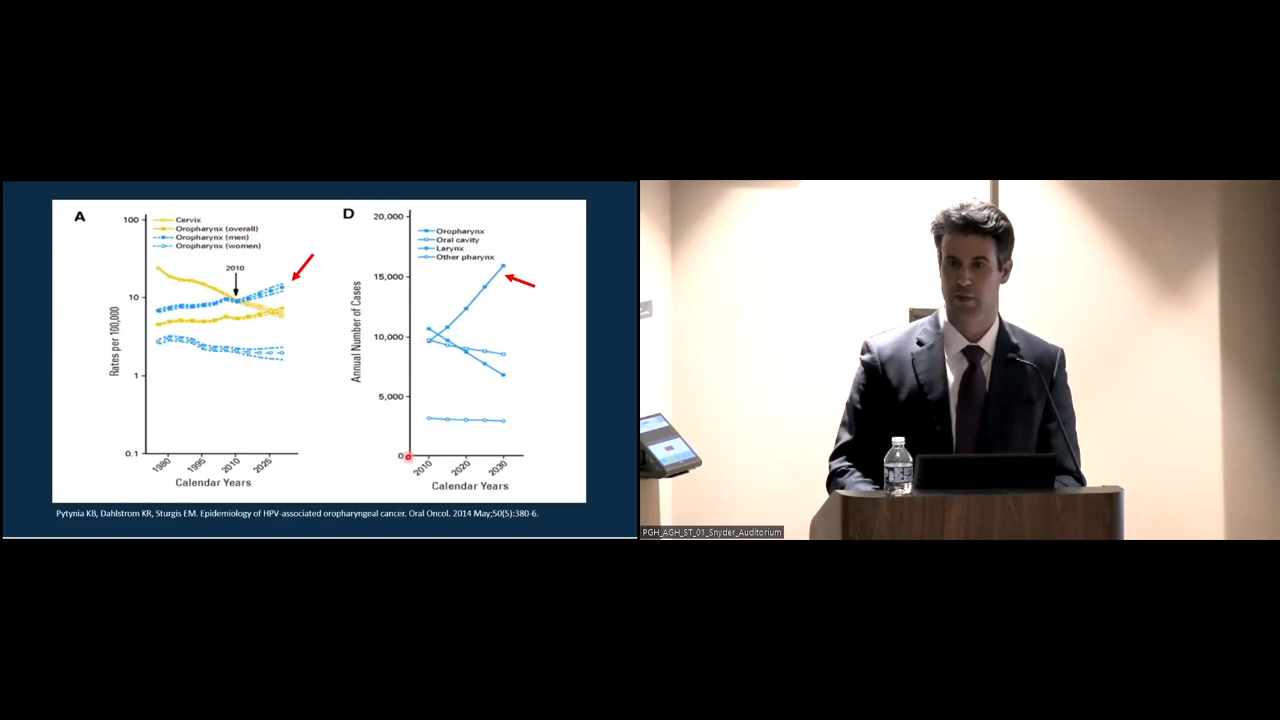 A
100
10
1
0.1
Rates per 100,000
Cervix
Oropharynx (overall)
Oropharynx (men)
Oropharynx (women)
2010
1980
1995
2010
2025
Calendar Years
D
20,000
15,000
10,000
5,000
0
Annual Number of Cases
Oropharynx
Oral cavity
Larynx
Other pharynx
2010
2020
2030
Calendar Years
Pytynia KB, Dahlstrom KR, Sturgis EM. Epidemiology of HPV-associated oropharyngeal cancer. Oral Oncol. 2014 May;50(5):380-6.
PGH_AGH_ST_01_Snyder_Auditorium